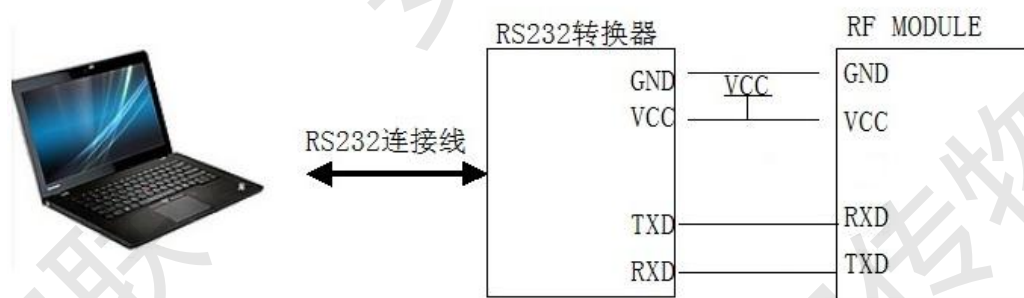 RS232转换器
RF MODULE
GND
VCC
GND
VCC
VCC
RS232连接线
TXD
RXD
RXD
TXD